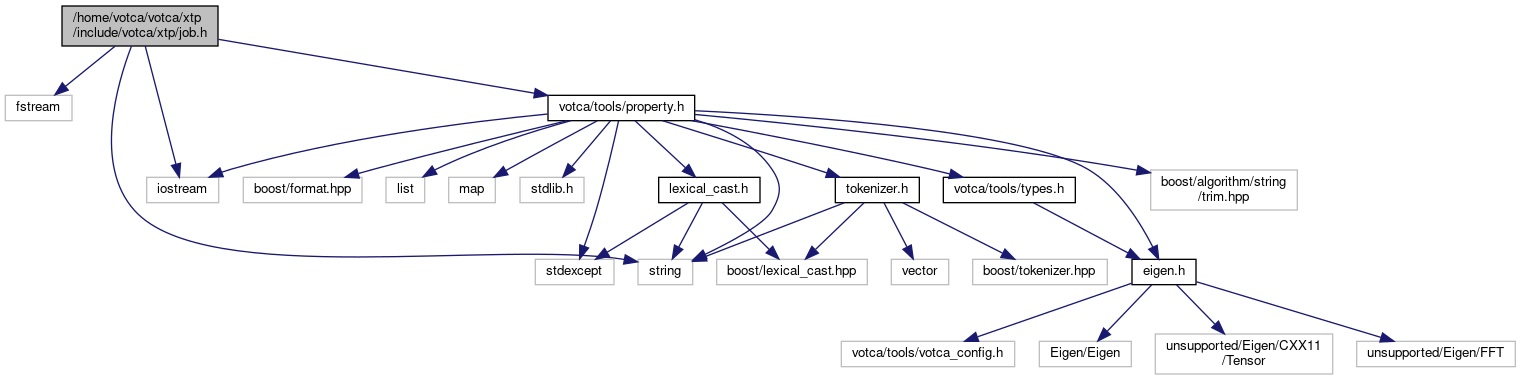 /home/votca/votca/xtp
/include/votca/xtp/job.h
fstream
votca/tools/property.h
iostream
boost/format.hpp
list
map
stdlib.h
lexical_cast.h
tokenizer.h
votca/tools/types.h
boost/algorithm/string
/trim.hpp
stdexcept
string
boost/lexical_cast.hpp
vector
boost/tokenizer.hpp
eigen.h
votca/tools/votca_config.h
Eigen/Eigen
unsupported/Eigen/CXX11
/Tensor
unsupported/Eigen/FFT